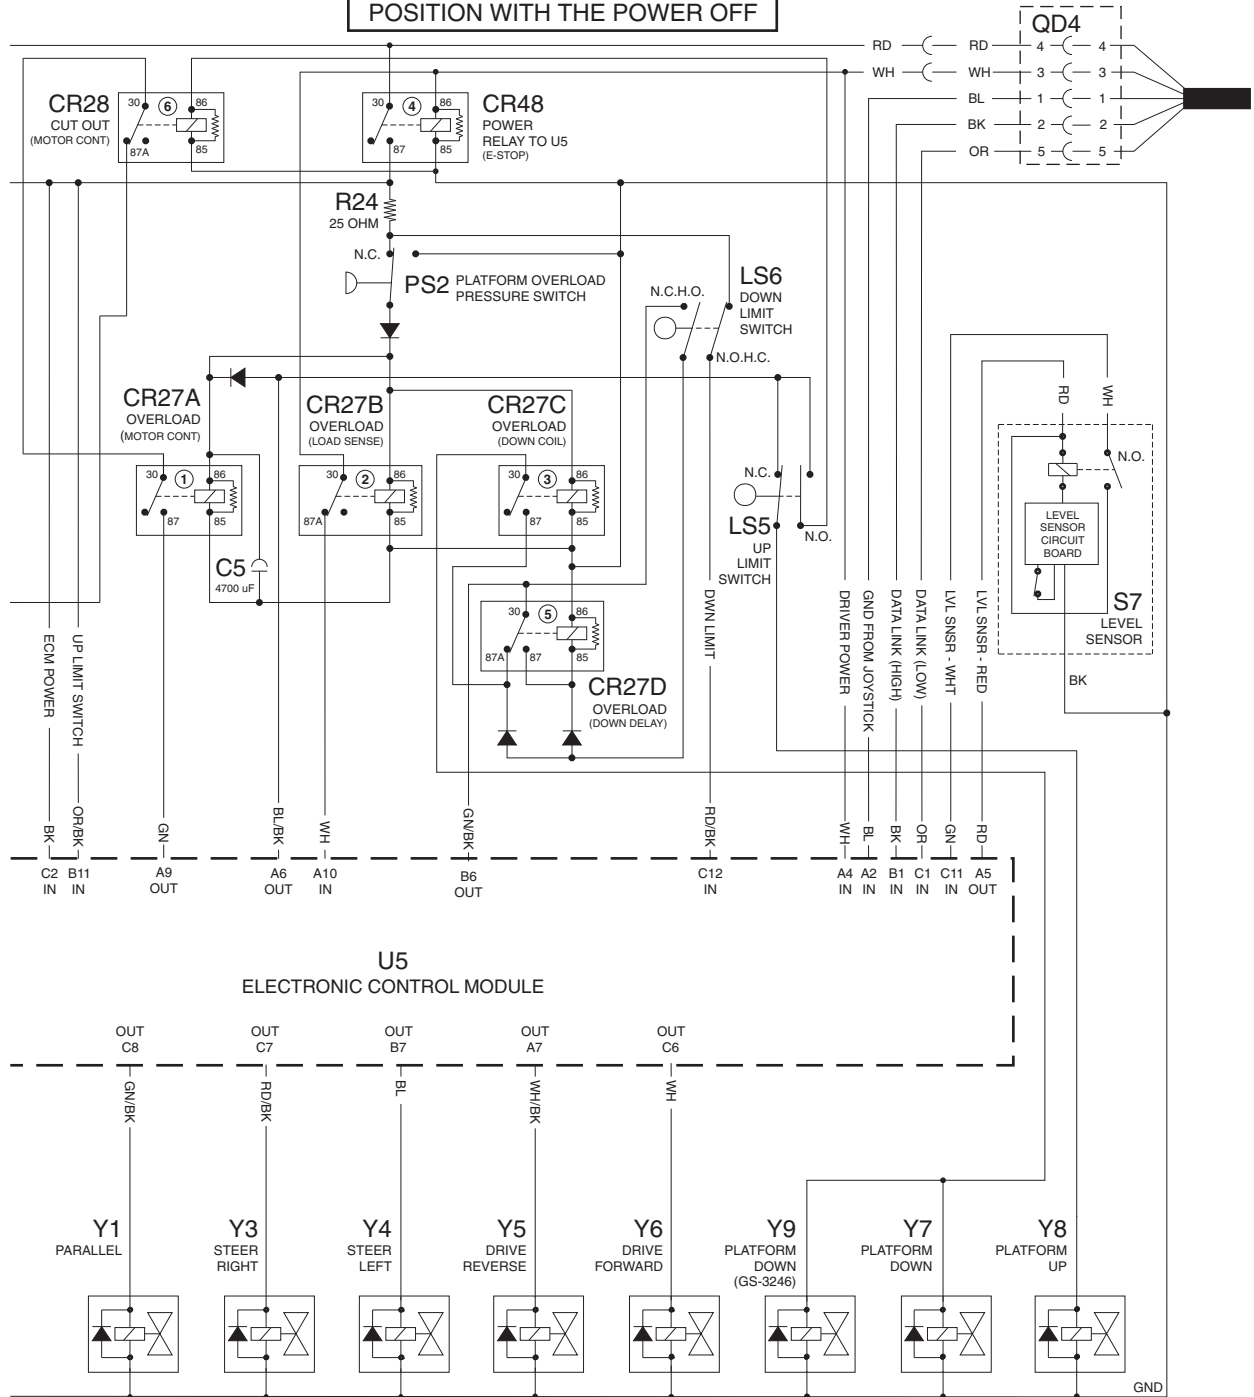 POSITION WITH THE POWER OFF
QD4
RD RD 4 4
WH WH 3 3
BL 1 1
BK 2 2
OR 5 5
CR28
CUT OUT
(MOTOR CONT)
30 6 86
87A 85
CR48
POWER
RELAY TO U5
(E-STOP)
30 4 86
87 85
R24
25 OHM
N.C.
PS2 PLATFORM OVERLOAD
PRESSURE SWITCH
LS6
DOWN
LIMIT
SWITCH
N.C.H.O.
N.O.H.C.
CR27A
OVERLOAD
(MOTOR CONT)
30 1 86
87 85
CR27B
OVERLOAD
(LOAD SENSE)
30 2 86
87A 85
CR27C
OVERLOAD
(DOWN COIL)
30 3 86
87 85
C5
4700 uF
N.C.
LS5
N.O.
UP
LIMIT
SWITCH
RD
WH
N.O.
LEVEL
SENSOR
CIRCUIT
BOARD
S7
LEVEL
SENSOR
BK
30 5 86
87A 87 85
CR27D
OVERLOAD
(DOWN DELAY)
ECM POWER
UP LIMIT SWITCH
DWN LIMIT
DRIVER POWER
GND FROM JOYSTICK
DATA LINK (HIGH)
DATA LINK (LOW)
LVL SNSR - WHT
LVL SNSR - RED
BK
OR/BK
GN
BL/BK
WH
GN/BK
RD/BK
WH
BL
BK
OR
GN
RD
C2 B11 A9 A6 A10 B6 C12 A4 A2 B1 C1 C11 A5
IN IN OUT OUT IN OUT IN IN IN IN IN IN OUT
U5
ELECTRONIC CONTROL MODULE
OUT OUT OUT OUT OUT
C8 C7 B7 A7 C6
GN/BK
RD/BK
BL
WH/BK
WH
Y1
PARALLEL
Y3
STEER
RIGHT
Y4
STEER
LEFT
Y5
DRIVE
REVERSE
Y6
DRIVE
FORWARD
Y9
PLATFORM
DOWN
(GS-3246)
Y7
PLATFORM
DOWN
Y8
PLATFORM
UP
GND